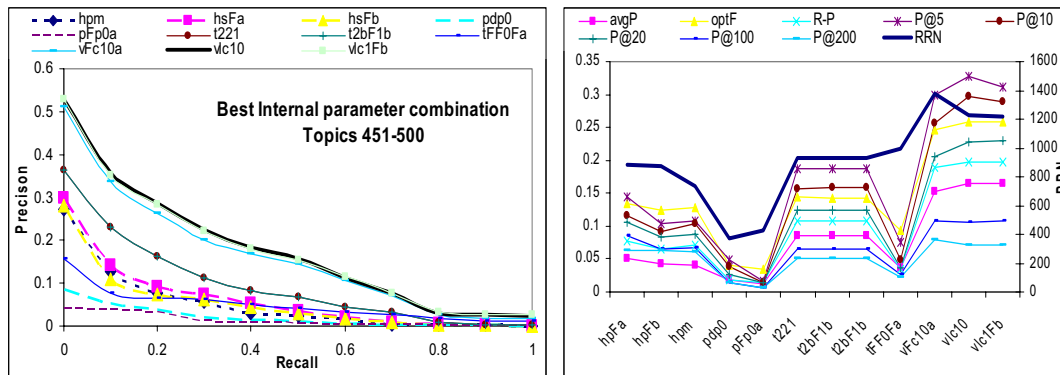 hpm hsFa hsFb pdp0
pFp0a t221 t2bF1b tFF0Fa
vFc10a vlc10 vlc1Fb
0.6
0.5
0.4
0.3
0.2
0.1
0
Precison
Best Internal parameter combination
Topics 451-500
0 0.2 0.4 0.6 0.8 1
Recall
avgP optF R-P P@5 P@10
P@20 P@100 P@200 RRN
0.35
0.3
0.25
0.2
0.15
0.1
0.05
0
1600
1400
1200
1000
800
600
400
200
0
RRN
hpFa hpFb hpm pdp0 pFp0a t221 t2bF1b t2bF1b tFF0Fa vFc10a vlc10 vlc1Fb